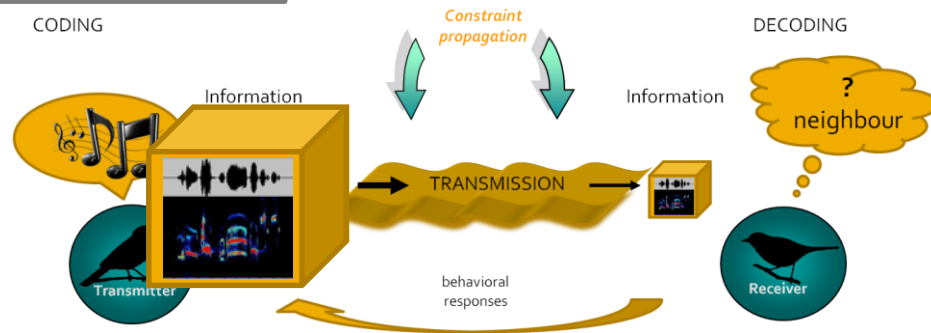 CODING
Constraint
propagation
DECODING
Information
Information
?
neighbour
TRANSMISSION
Transmitter
Receiver
behavioral
responses